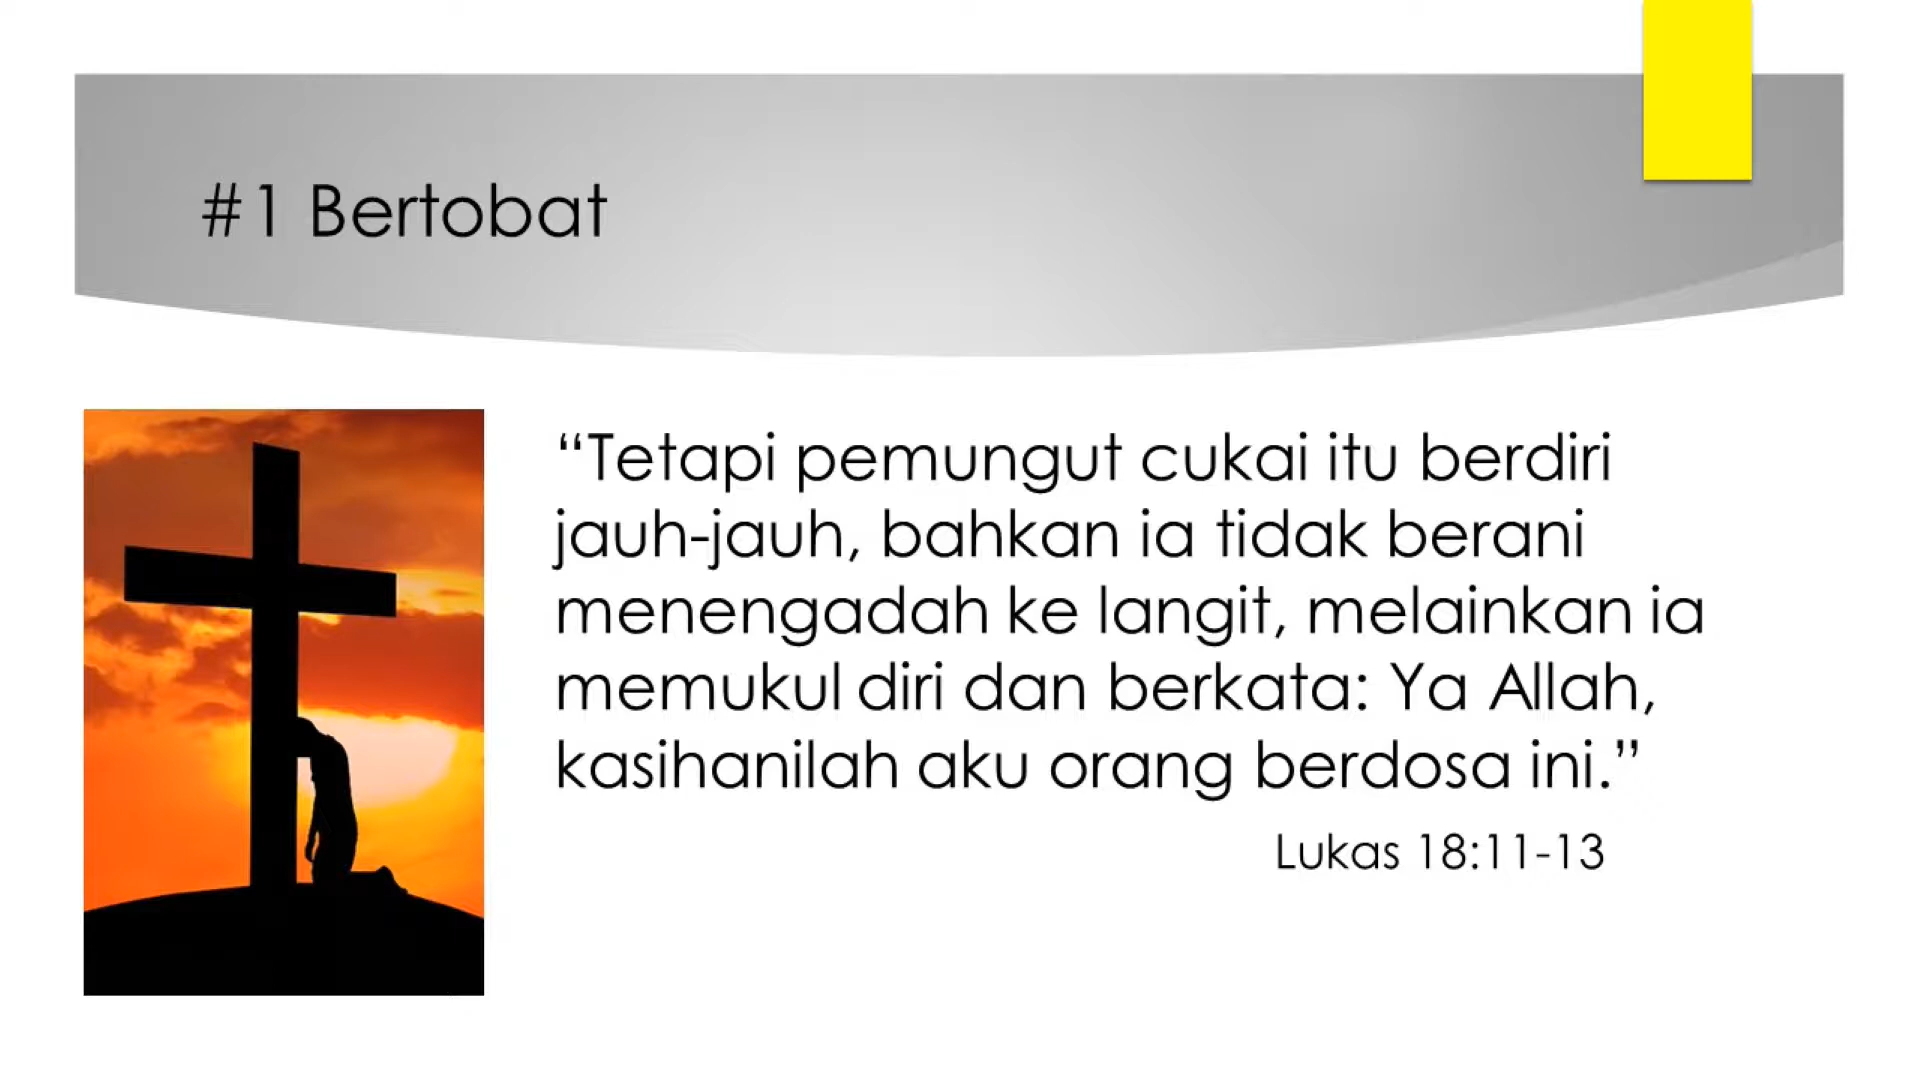 #1 Bertobat
“Tetapi pemungut cukai itu berdiri
jauh-jauh, bahkan ia tidak berani
menengadah ke langit, melainkan ia
memukul diri dan berkata: Ya Allah,
kasihanilah aku orang berdosa ini.”
Lukas 18:11-13